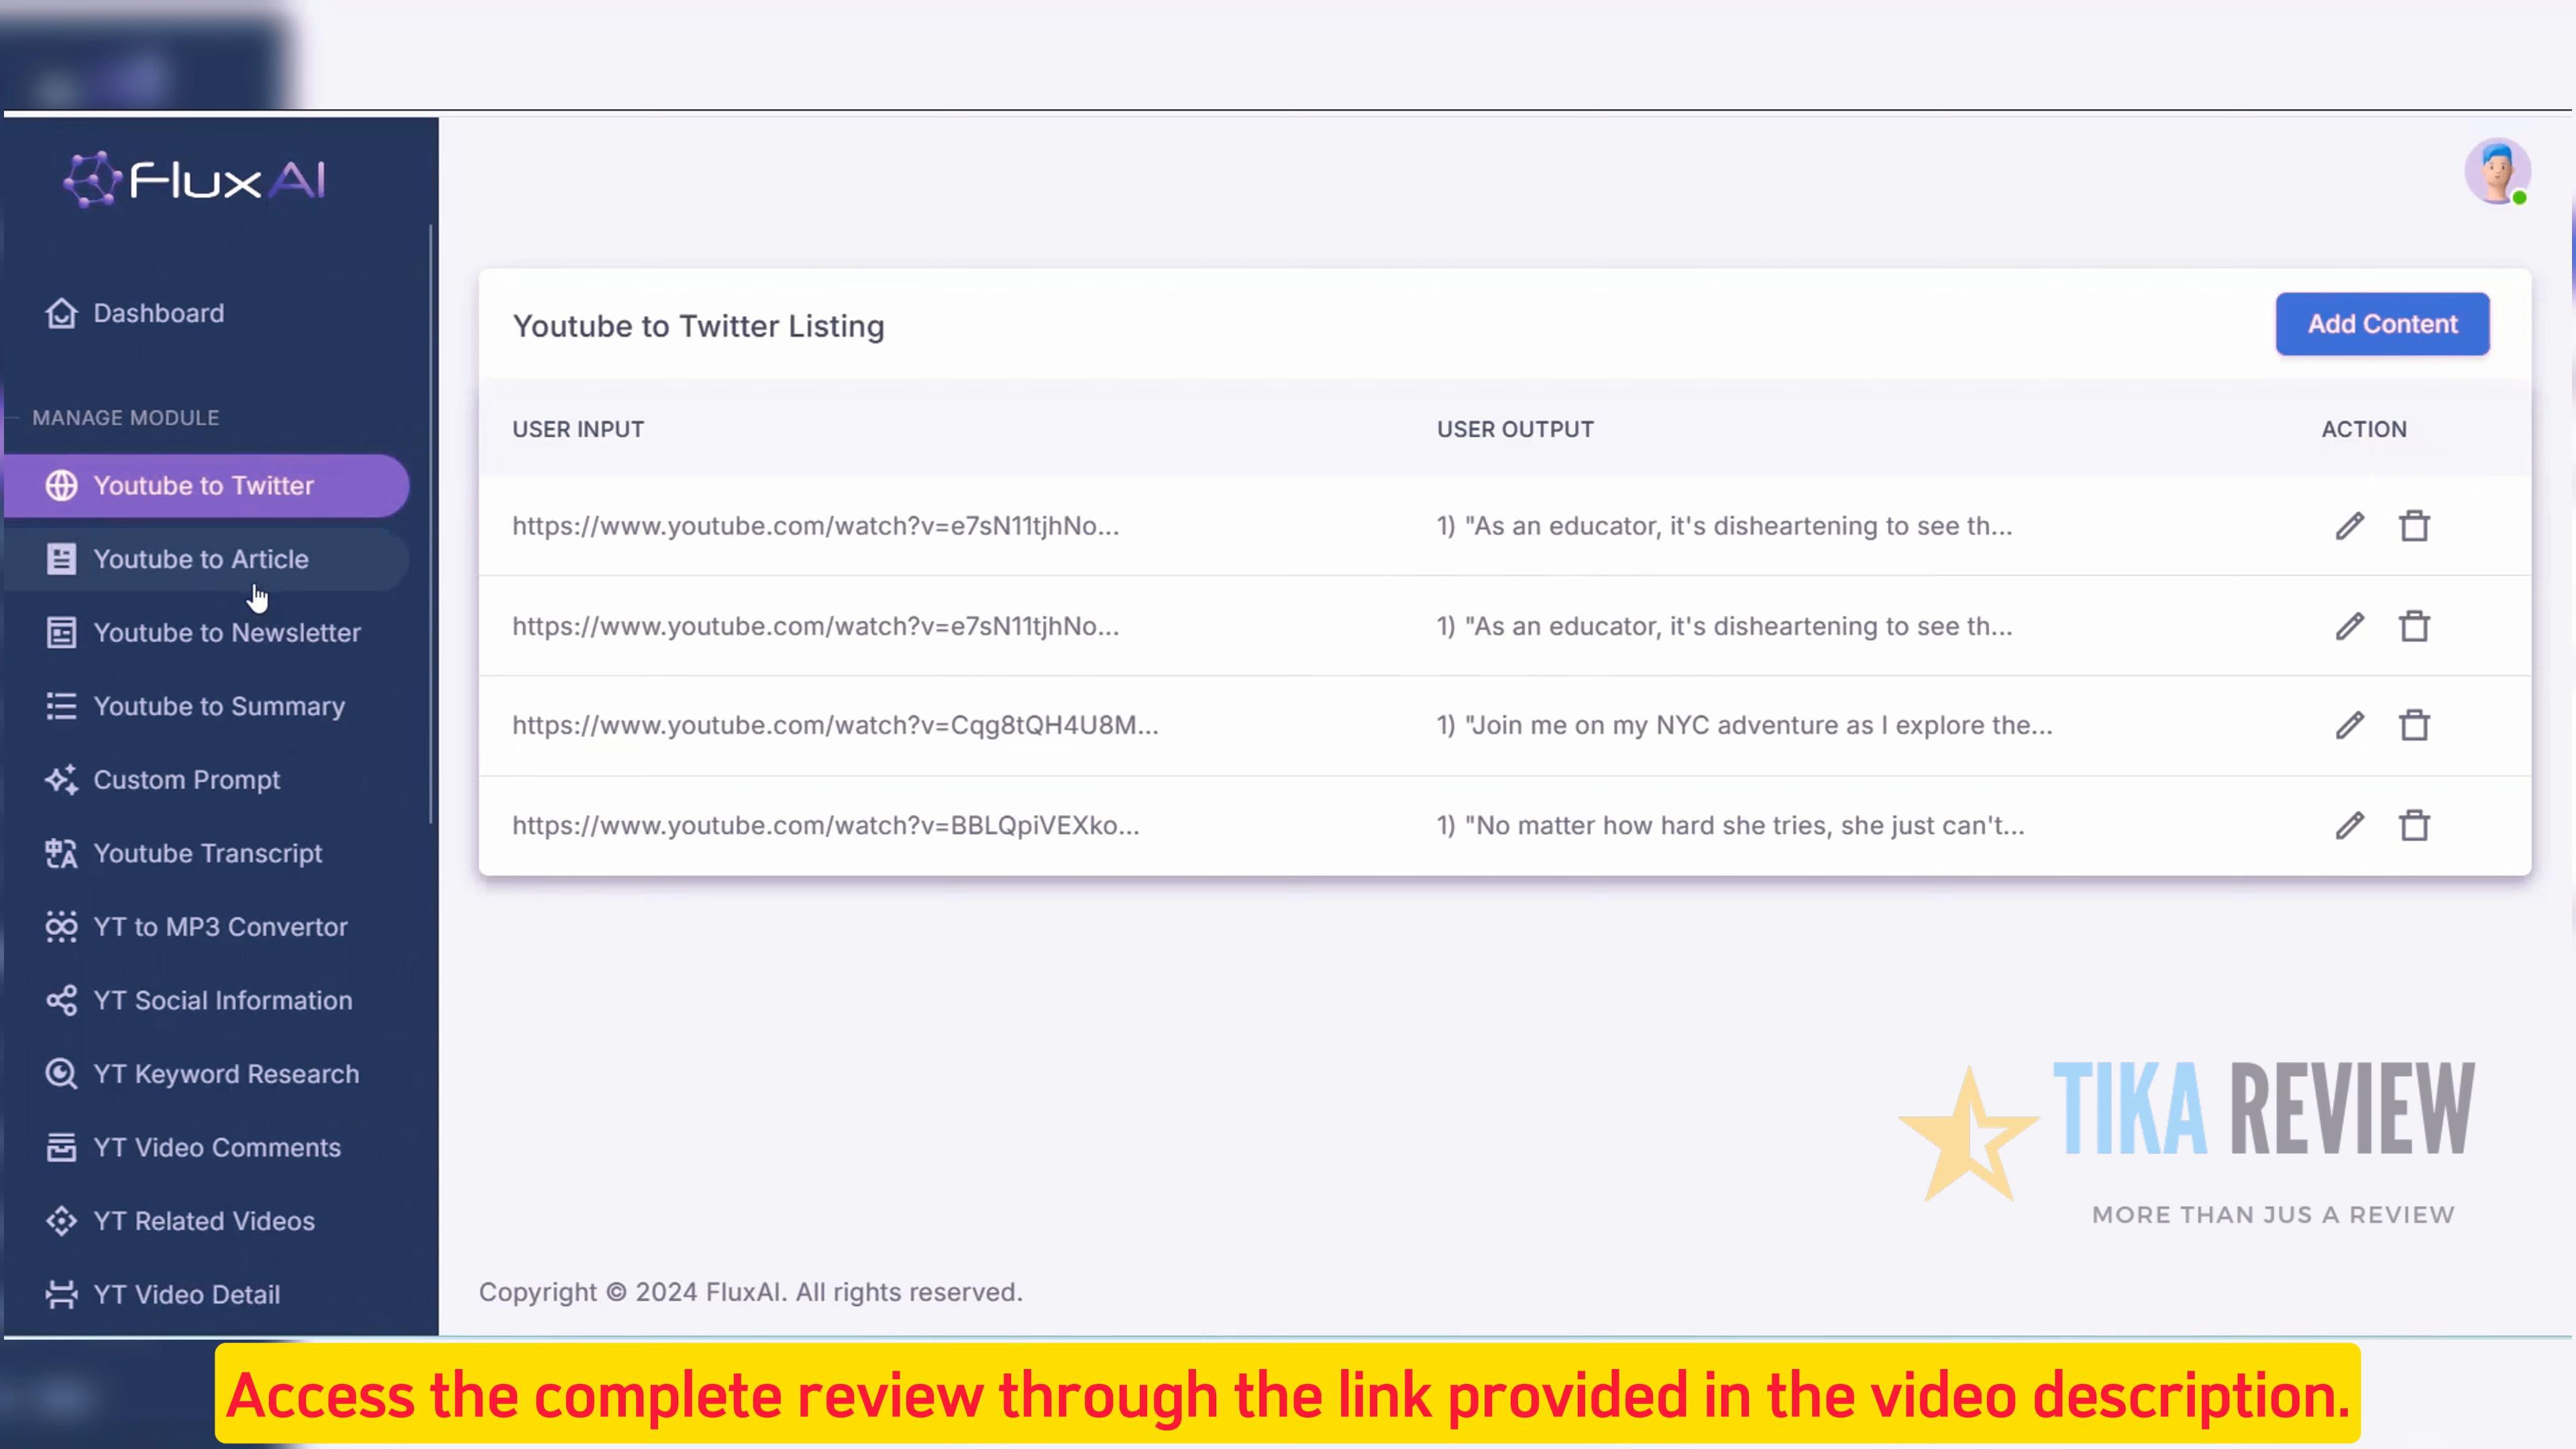 FluxAI
Dashboard
MANAGE MODULE
Youtube to Twitter
Youtube to Article
Youtube to Newsletter
Youtube to Summary
Custom Prompt
Youtube Transcript
YT to MP3 Convertor
YT Social Information
YT Keyword Research
YT Video Comments
YT Related Videos
YT Video Detail
Youtube to Twitter Listing
Add Content
USER INPUT USER OUTPUT ACTION
https://www.youtube.com/watch?v=e7sN11tjhNo... 1) "As an educator, it's disheartening to see th...
https://www.youtube.com/watch?v=e7sN11tjhNo... 1) "As an educator, it's disheartening to see th...
https://www.youtube.com/watch?v=Cqg8tQH4U8M... 1) "Join me on my NYC adventure as I explore the...
https://www.youtube.com/watch?v=BBLQpiVEXko... 1) "No matter how hard she tries, she just can't...
TIKA REVIEW
MORE THAN JUS A REVIEW
Copyright © 2024 FluxAI. All rights reserved.
Access the complete review through the link provided in the video description.